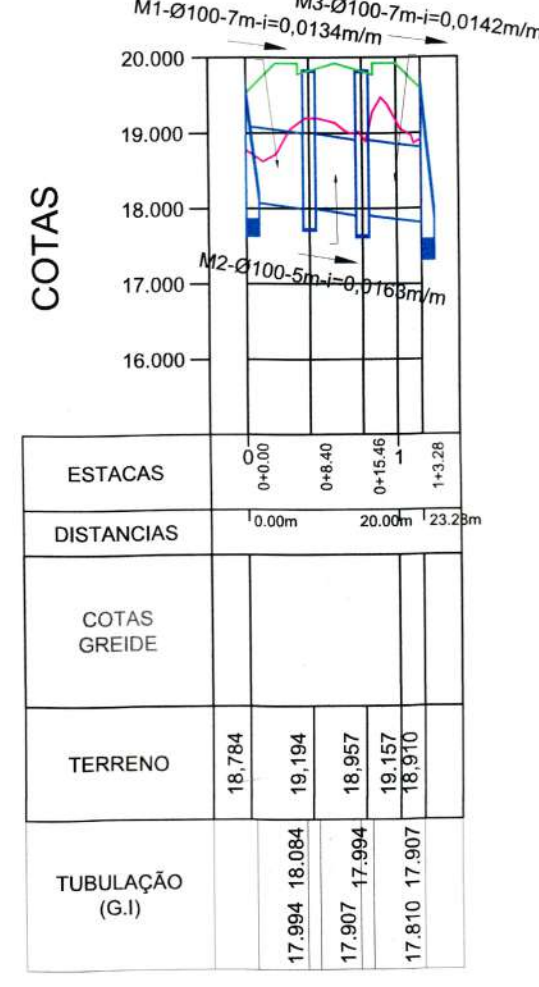 M1-Ø100-7m-i=0,0134m/m
M3-Ø100-7m-i=0,0142m/m
COTAS
20.000
19.000
18.000
17.000
16.000
M2-Ø100-5m-i=0,0163m/m
ESTACAS
0
0+0.00
0+8.40
0+15.46
1
1+3.28
DISTANCIAS
0.00m
20.00m
23.28m
COTAS
GREIDE
TERRENO
18,784
19,194
18,957
19.157
18,910
TUBULAÇÃO
(G.I)
17.994 18.084
17.907 17.994
17.810 17.907